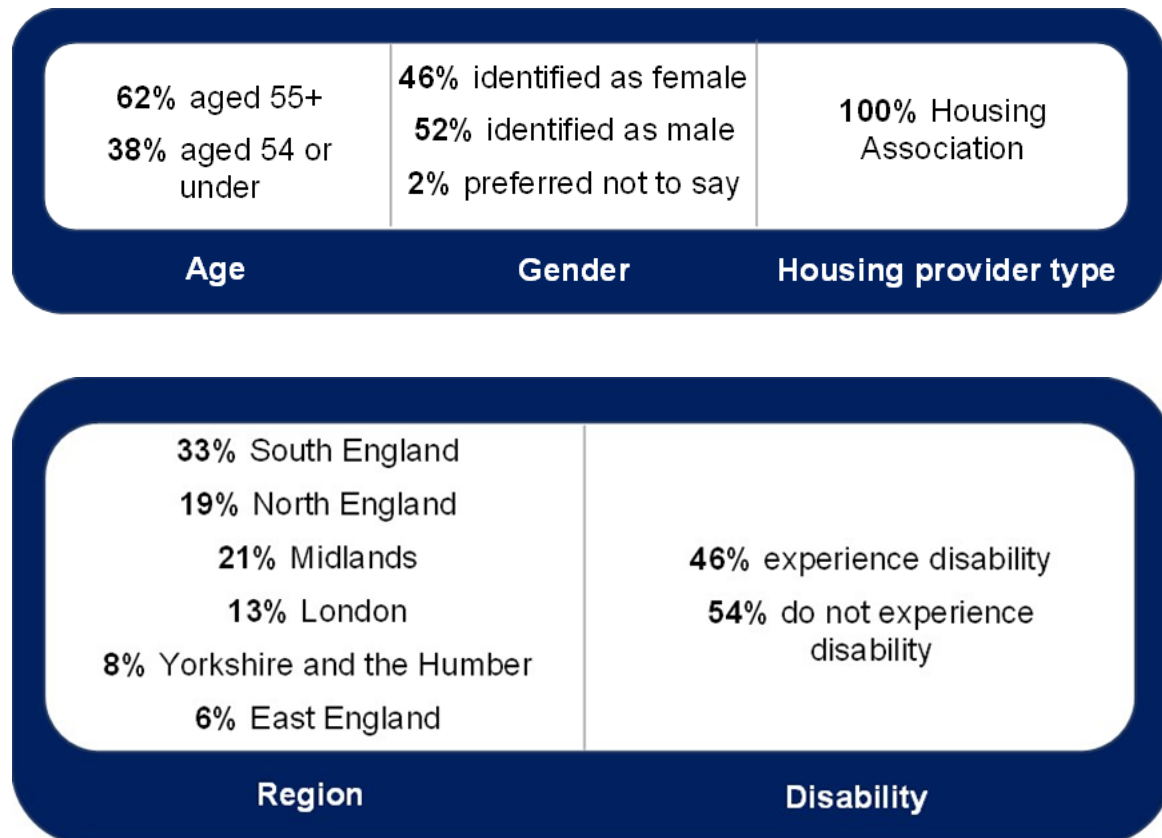 62% aged 55+
38% aged 54 or
under
46% identified as female
52% identified as male
2% preferred not to say
100% Housing
Association
Age
Gender
Housing provider type
33% South England
19% North England
21% Midlands
13% London
8% Yorkshire and the Humber
6% East England
46% experience disability
54% do not experience
disability
Region
Disability